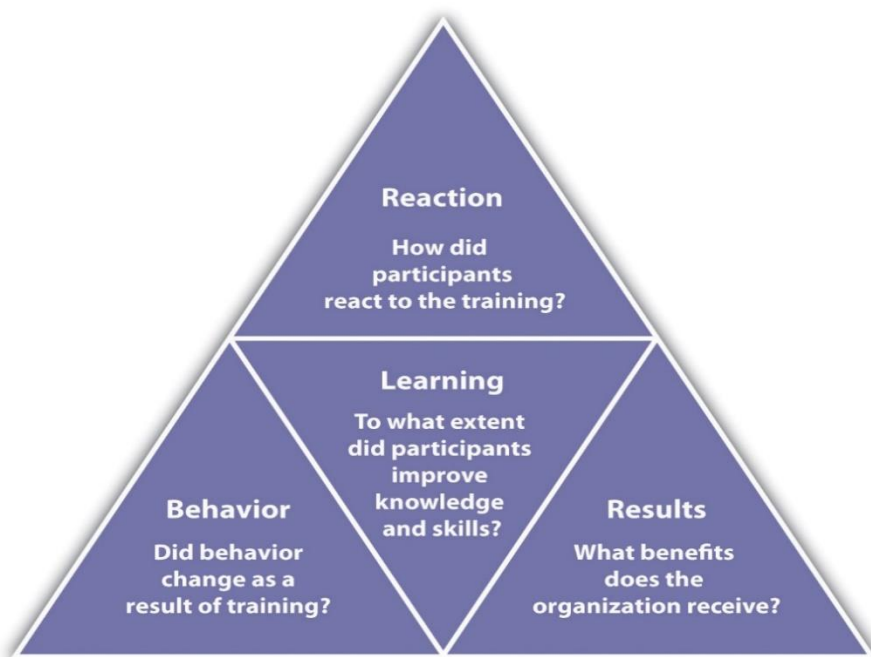 Reaction
How did
participants
react to the training?
Learning
To what extent
did participants
improve
knowledge
and skills?
Behavior
Did behavior
change as a
result of training?
Results
What benefits
does the
organization receive?